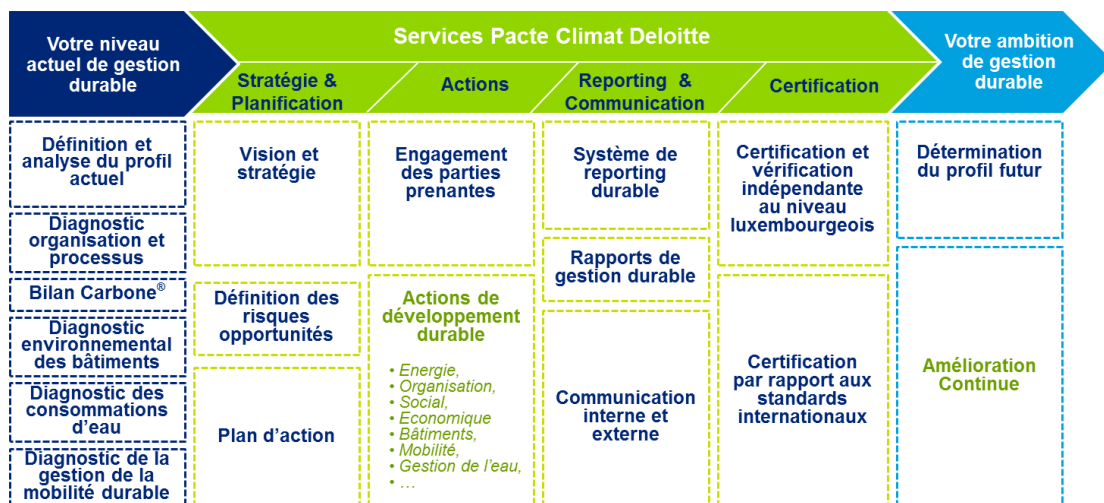 Votre niveau
actuel de gestion
durable
Services Pacte Climat Deloitte
Stratégie &
Planification
Actions
Reporting &
Communication
Certification
Votre ambition
de gestion
durable
Définition et
analyse du profil
actuel
Diagnostic
organisation et
processus
Bilan Carbone®
Diagnostic
environnemental
des bâtiments
Diagnostic des
consommations
d’eau
Diagnostic de la
gestion de la
mobilité durable
Vision et
stratégie
Définition des
risques
opportunités
Plan d’action
Engagement
des parties
prenantes
Actions de
développement
durable
• Energie,
• Organisation,
• Social,
• Economique
• Bâtiments,
• Mobilité,
• Gestion de l’eau,
• …
Système de
reporting
durable
Rapports de
gestion durable
Communication
interne et
externe
Certification et
vérification
indépendante
au niveau
luxembourgeois
Certification
par rapport aux
standards
internationaux
Détermination
du profil futur
Amélioration
Continue